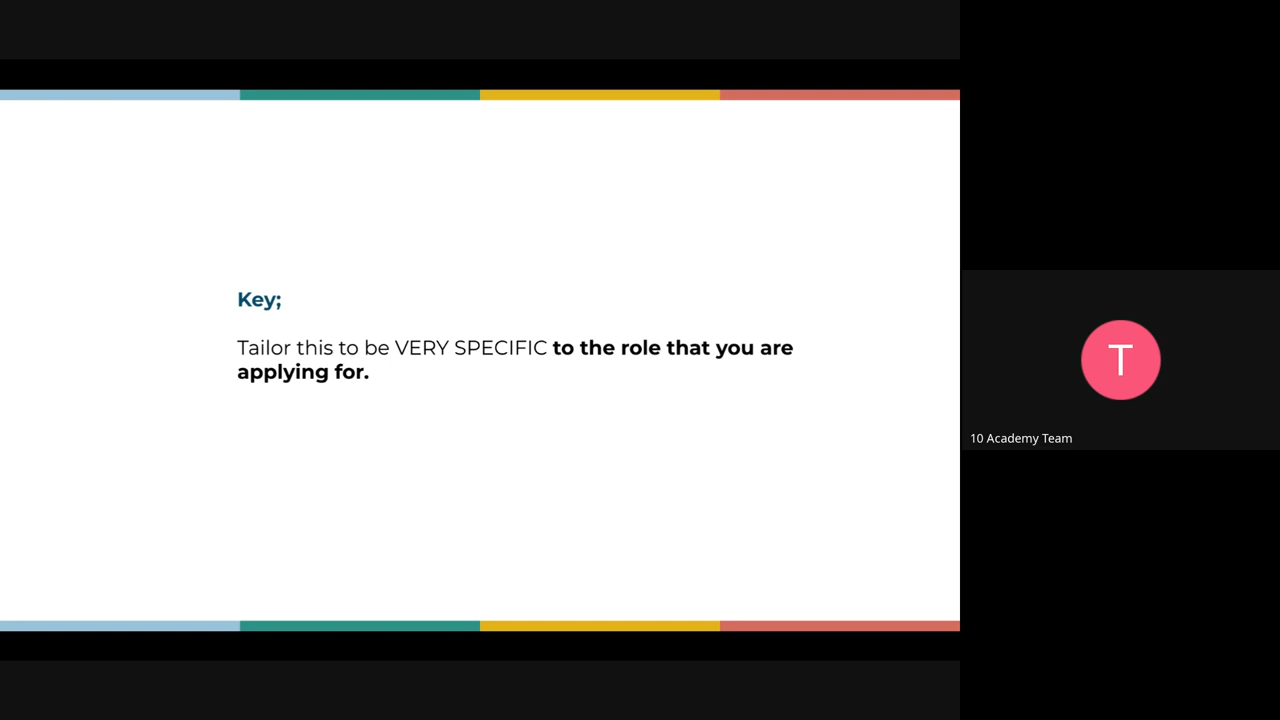 Key;
Tailor this to be VERY SPECIFIC to the role that you are
applying for.
T
10 Academy Team